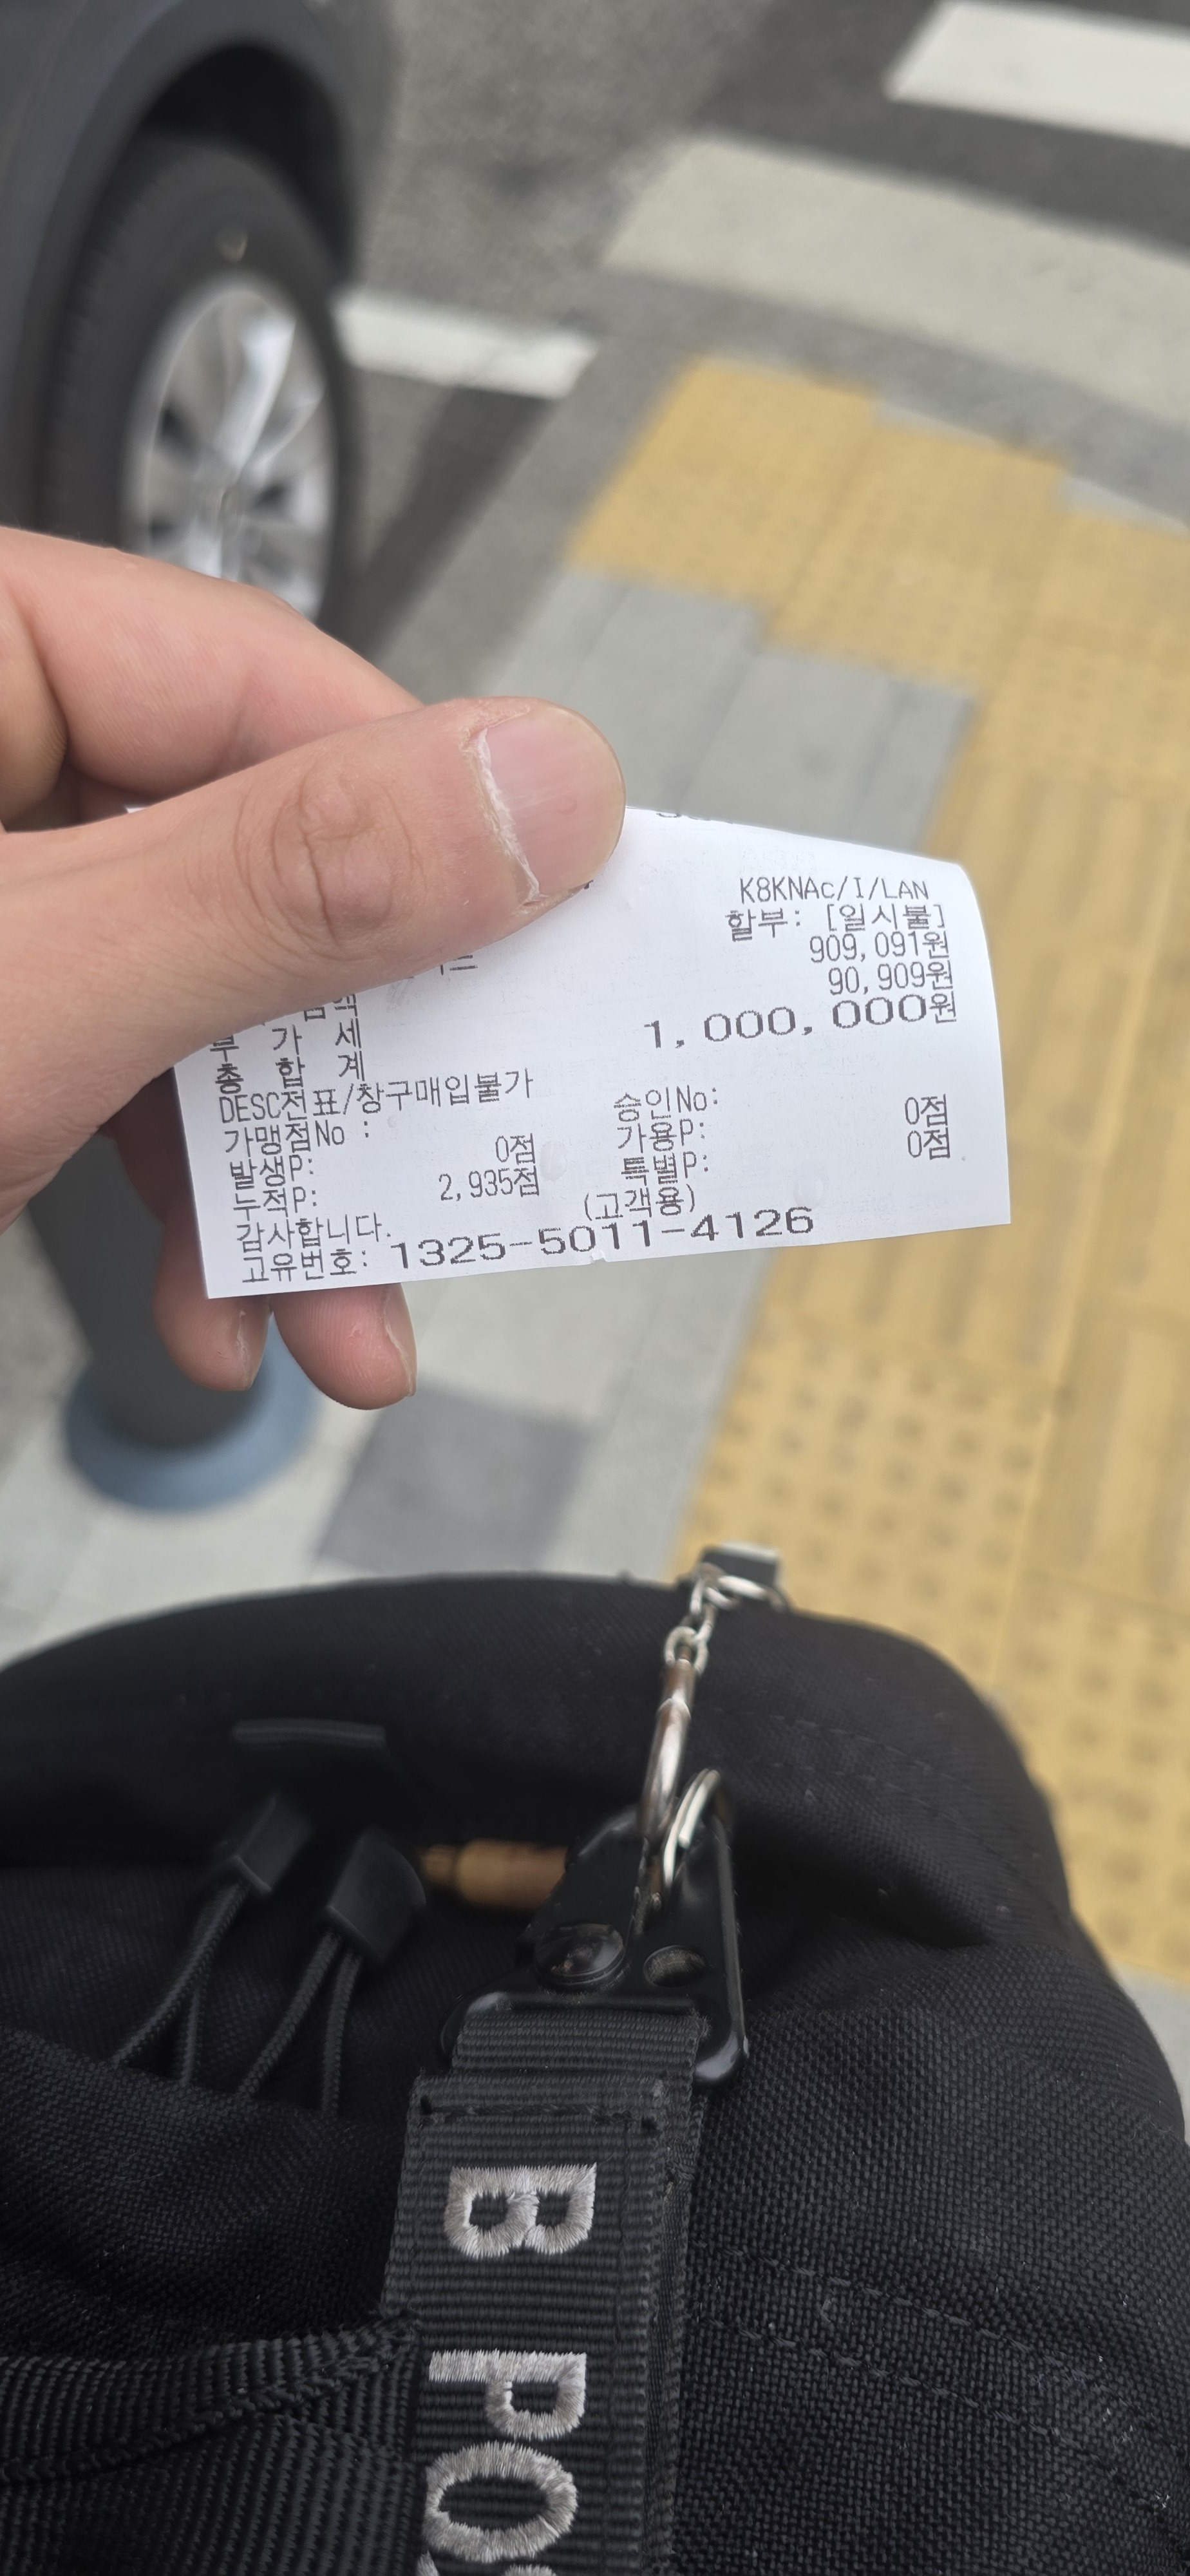 K8KNAc/I/LAN
할부: [일시불]
909,091원
90,909원
부 가 세 1,000,000원
총 합 계
DESC전표/창구매입불가
가맹점No : 승인No:
발생P: 0점 가용P: 0점
누적P: 2,935점 특별P: 0점
감사합니다. (고객용)
고유번호: 1325-5011-4126
B
PO